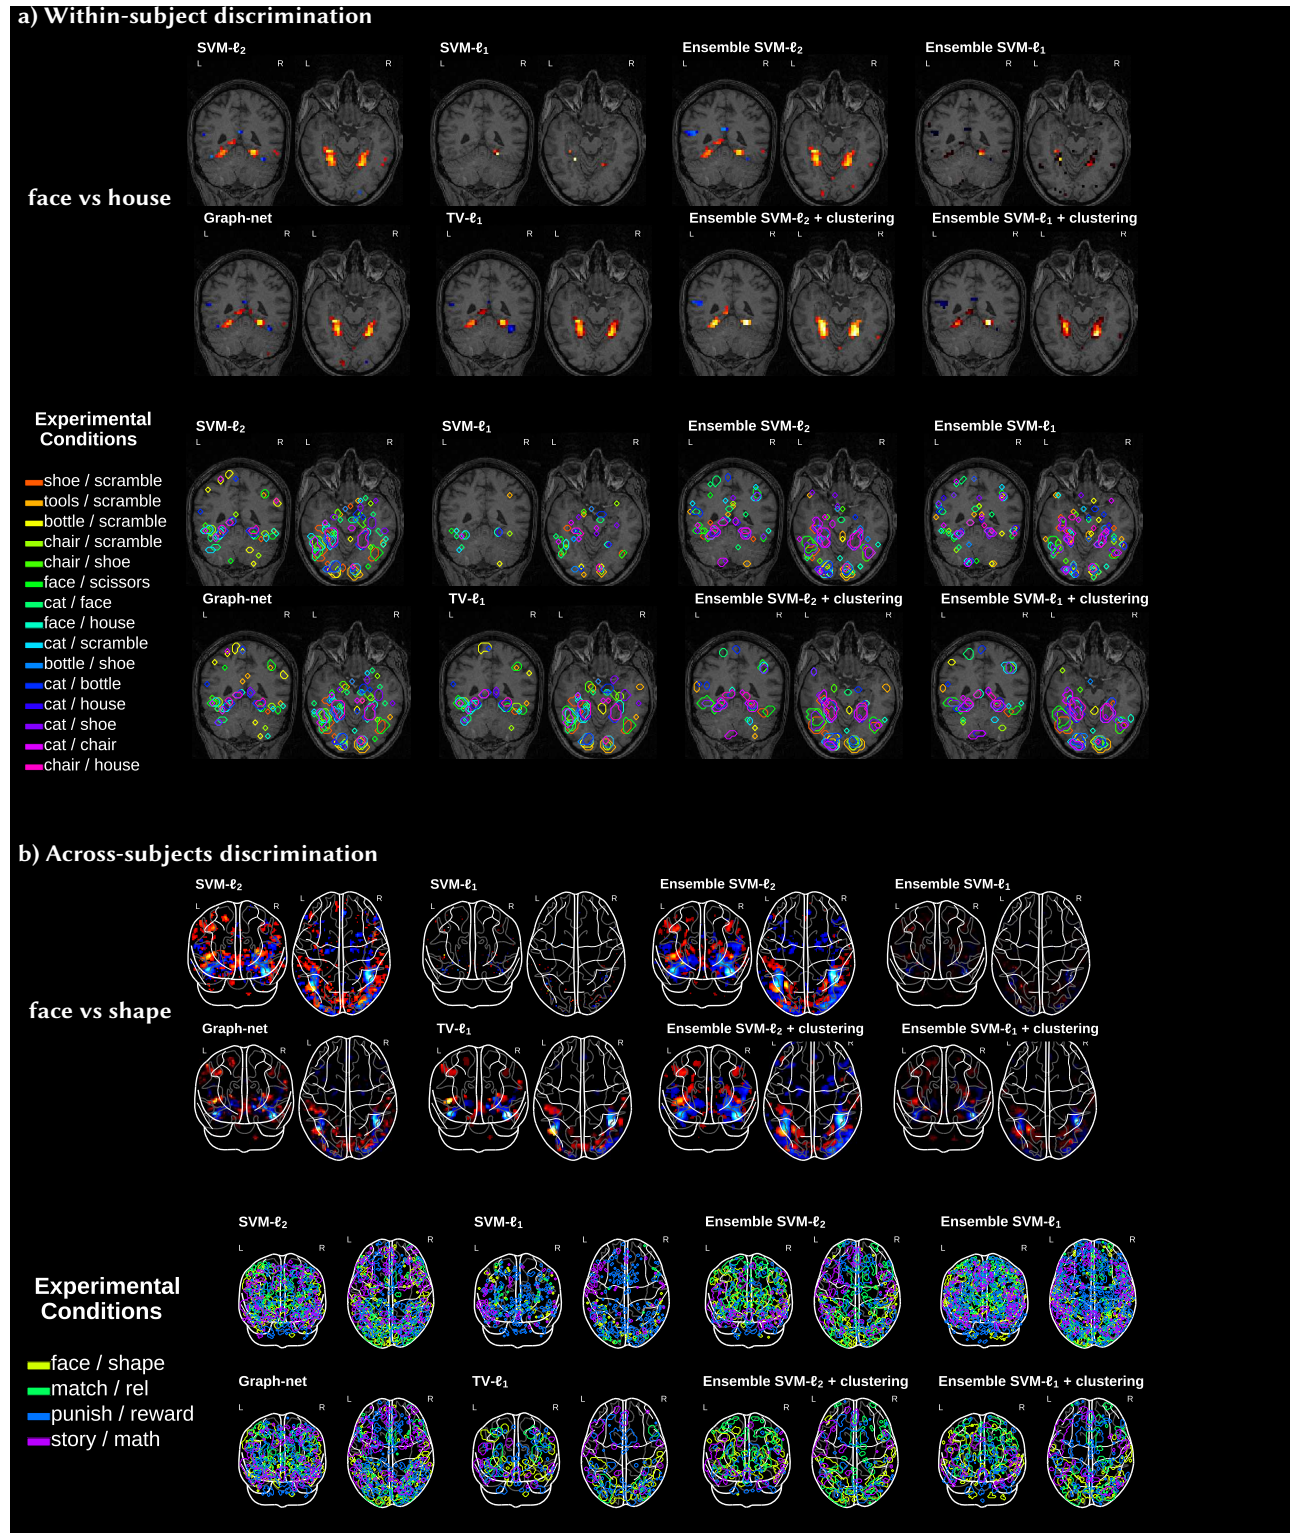 a) Within-subject discrimination
SVM-ℓ₂ SVM-ℓ₁ Ensemble SVM-ℓ₂ Ensemble SVM-ℓ₁
L R L R L R L R L R L R L R L R
face vs house
Graph-net TV-ℓ₁ Ensemble SVM-ℓ₂ + clustering Ensemble SVM-ℓ₁ + clustering
L R L R L R L R L R L R L R L R
Experimental
Conditions
SVM-ℓ₂ SVM-ℓ₁ Ensemble SVM-ℓ₂ Ensemble SVM-ℓ₁
L R L R L R L R L R L R L R L R
shoe / scramble
tools / scramble
bottle / scramble
chair / scramble
chair / shoe
face / scissors
cat / face
face / house
cat / scramble
bottle / shoe
cat / bottle
cat / house
cat / shoe
cat / chair
chair / house
Graph-net TV-ℓ₁ Ensemble SVM-ℓ₂ + clustering Ensemble SVM-ℓ₁ + clustering
L R L R L R L R L R L R L R L R
b) Across-subjects discrimination
SVM-ℓ₂ SVM-ℓ₁ Ensemble SVM-ℓ₂ Ensemble SVM-ℓ₁
L R L R L R L R
face vs shape
Graph-net TV-ℓ₁ Ensemble SVM-ℓ₂ + clustering Ensemble SVM-ℓ₁ + clustering
L R L R L R L R
SVM-ℓ₂ SVM-ℓ₁ Ensemble SVM-ℓ₂ Ensemble SVM-ℓ₁
L R L R L R L R
Experimental
Conditions
face / shape
match / rel
punish / reward
story / math
Graph-net TV-ℓ₁ Ensemble SVM-ℓ₂ + clustering Ensemble SVM-ℓ₁ + clustering
L R L R L R L R